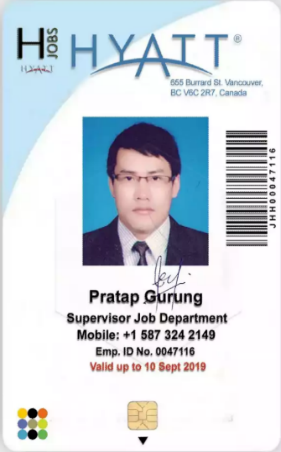 H JOBS
HYATT®
555 Burrard St. Vancouver,
BC V6C 2R7, Canada
JHH00047116
Pratap Gurung
Supervisor Job Department
Mobile: +1 587 324 2149
Emp. ID No. 0047116
Valid up to 10 Sept 2019